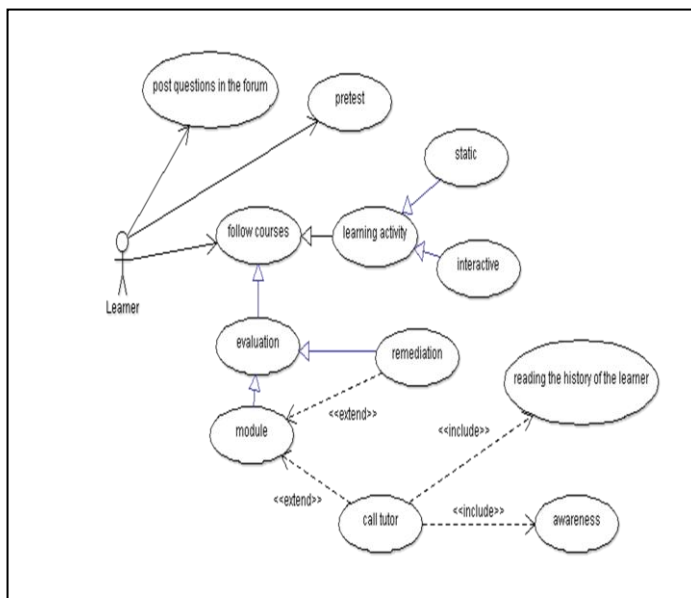 post questions in the forum
pretest
static
follow courses
learning activity
interactive
Learner
evaluation
remediation
reading the history of the learner
<<extend>>
<<include>>
module
<<extend>>
call tutor
<<include>>
awareness